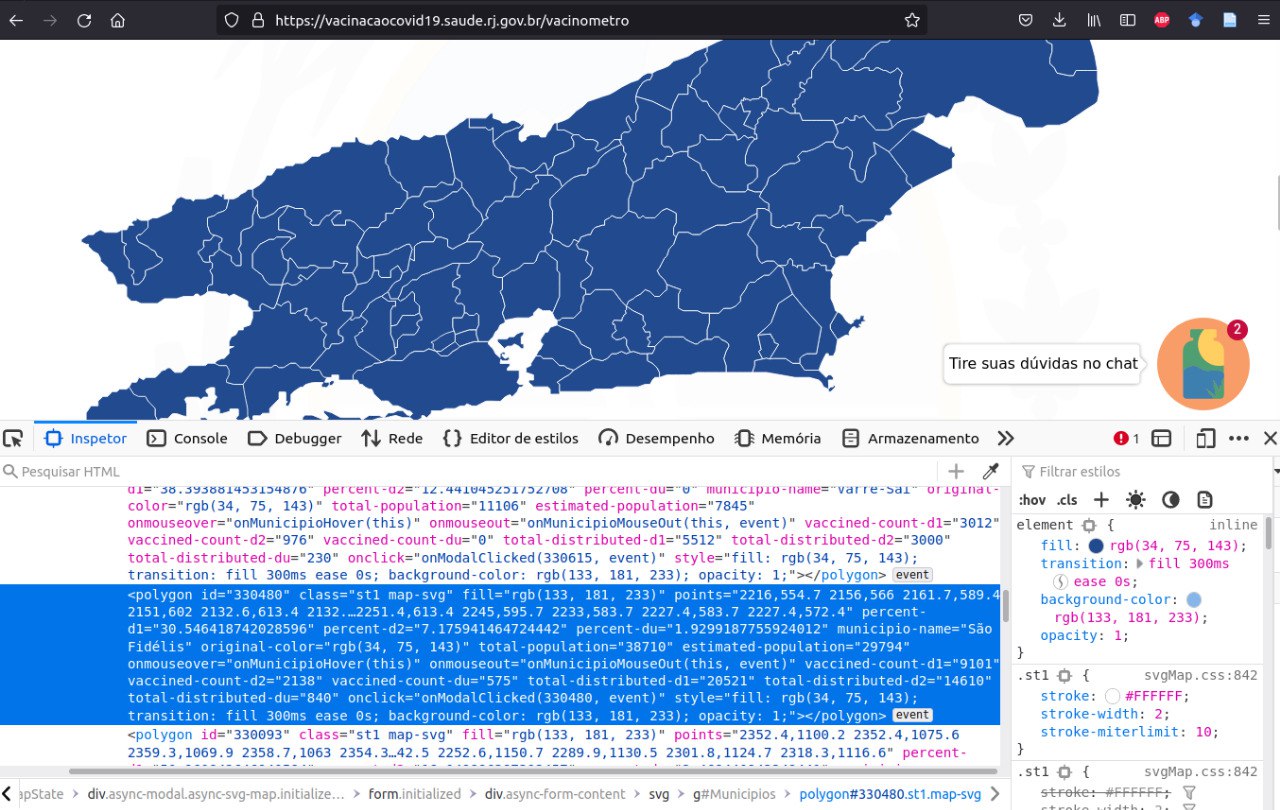 https://vacinacaocovid19.saude.rj.gov.br/vacinometro
ABP
2
Tire suas dúvidas no chat
Inspetor Console Debugger Rede Editor de estilos Desempenho Memória Armazenamento 1
Pesquisar HTML
d1="38.393881453154876" percent-d2="12.441045251752708" percent-du="0" municipio-name="Varre-Sai" original-
color="rgb(34, 75, 143)" total-population="11106" estimated-population="7845"
onmouseover="onMunicipioHover(this)" onmouseout="onMunicipioMouseOut(this, event)" vaccined-count-d1="3012"
vaccined-count-d2="976" vaccined-count-du="0" total-distributed-d1="5512" total-distributed-d2="3000"
total-distributed-du="230" onclick="onModalClicked(330615, event)" style="fill: rgb(34, 75, 143);
transition: fill 300ms ease 0s; background-color: rgb(133, 181, 233); opacity: 1;"></polygon> event
<polygon id="330480" class="st1 map-svg" fill="rgb(133, 181, 233)" points="2216,554.7 2156,566 2161.7,589.4
2151,602 2132.6,613.4 2132.…2251.4,613.4 2245,595.7 2233,583.7 2227.4,583.7 2227.4,572.4" percent-
d1="30.546418742028596" percent-d2="7.175941464724442" percent-du="1.9299187755924012" municipio-name="São
Fidélis" original-color="rgb(34, 75, 143)" total-population="38710" estimated-population="29794"
onmouseover="onMunicipioHover(this)" onmouseout="onMunicipioMouseOut(this, event)" vaccined-count-d1="9101"
vaccined-count-d2="2138" vaccined-count-du="575" total-distributed-d1="20521" total-distributed-d2="14610"
total-distributed-du="840" onclick="onModalClicked(330480, event)" style="fill: rgb(34, 75, 143);
transition: fill 300ms ease 0s; background-color: rgb(133, 181, 233); opacity: 1;"></polygon> event
<polygon id="330093" class="st1 map-svg" fill="rgb(133, 181, 233)" points="2352.4,1100.2 2352.4,1075.6
2359.3,1069.9 2358.7,1063 2354.3…42.5 2252.6,1150.7 2289.9,1130.5 2301.8,1124.7 2318.3,1116.6" percent-
Filtrar estilos
:hov .cls
element { inline
fill: rgb(34, 75, 143);
transition: fill 300ms
ease 0s;
background-color:
rgb(133, 181, 233);
opacity: 1;
}
.st1 { svgMap.css:842
stroke: #FFFFFF;
stroke-width: 2;
stroke-miterlimit: 10;
}
.st1 { svgMap.css:842
stroke: #FFFFFF;
apState div.async-modal.async-svg-map.initialize… form.initialized div.async-form-content svg g#Municipios polygon#330480.st1.map-svg